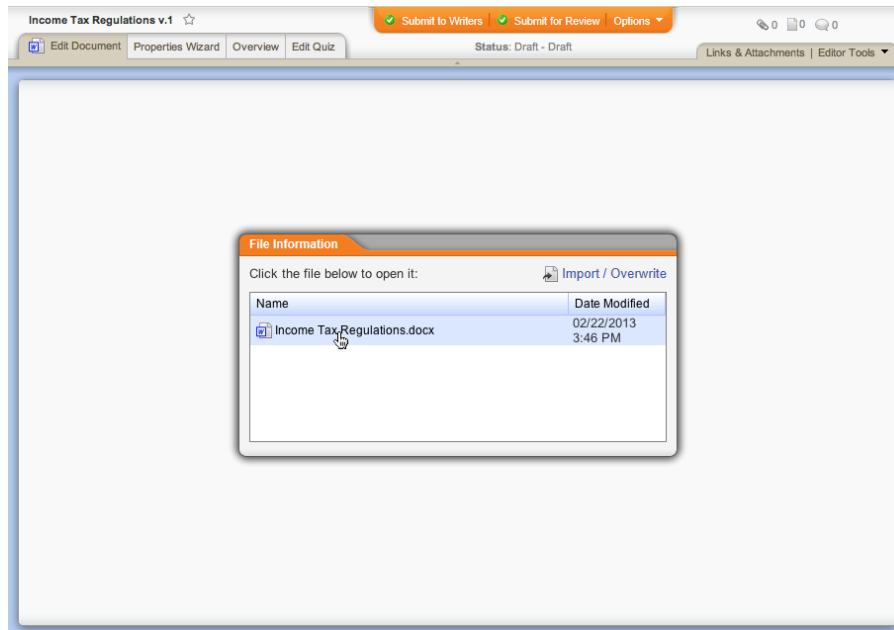 Income Tax Regulations v.1
Submit to Writers Submit for Review Options
0 0 0
Edit Document Properties Wizard Overview Edit Quiz
Status: Draft - Draft
Links & Attachments | Editor Tools
File Information
Click the file below to open it:
Import / Overwrite
Name Date Modified
Income Tax Regulations.docx 02/22/2013
3:46 PM